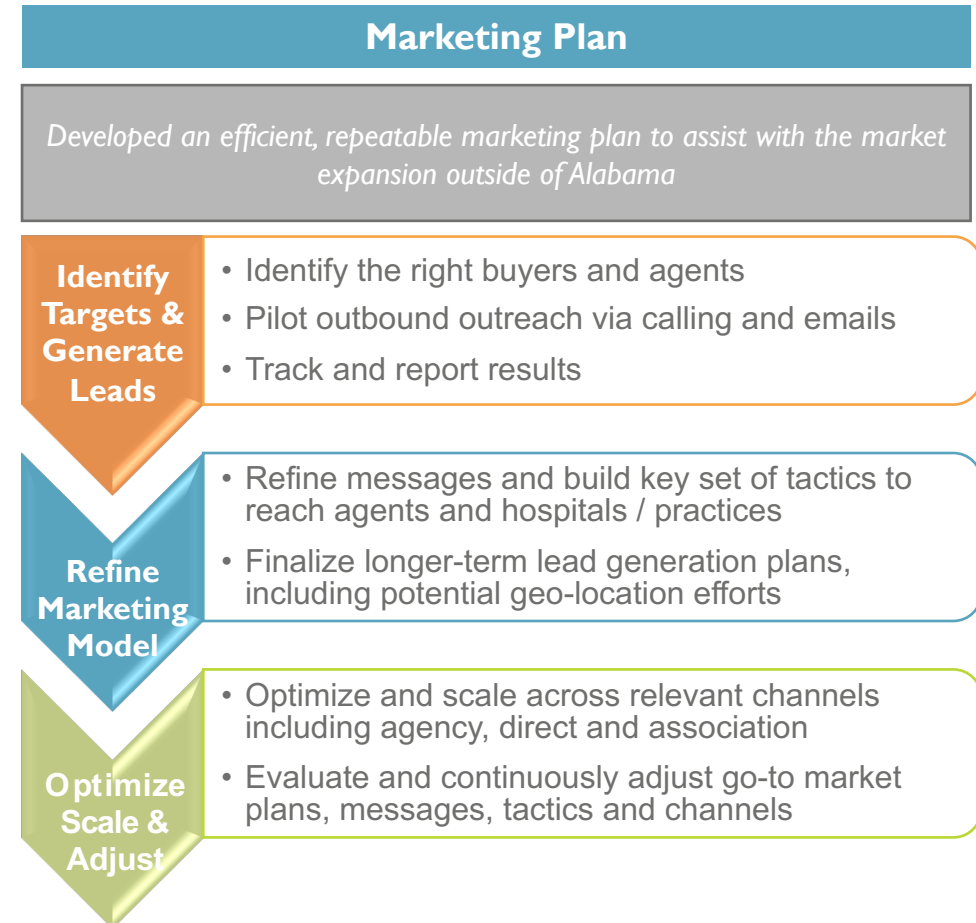 Marketing Plan
Developed an efficient, repeatable marketing plan to assist with the market
expansion outside of Alabama
Identify
Targets &
Generate
Leads
• Identify the right buyers and agents
• Pilot outbound outreach via calling and emails
• Track and report results
Refine
Marketing
Model
• Refine messages and build key set of tactics to
reach agents and hospitals / practices
• Finalize longer-term lead generation plans,
including potential geo-location efforts
Optimize
Scale &
Adjust
• Optimize and scale across relevant channels
including agency, direct and association
• Evaluate and continuously adjust go-to market
plans, messages, tactics and channels